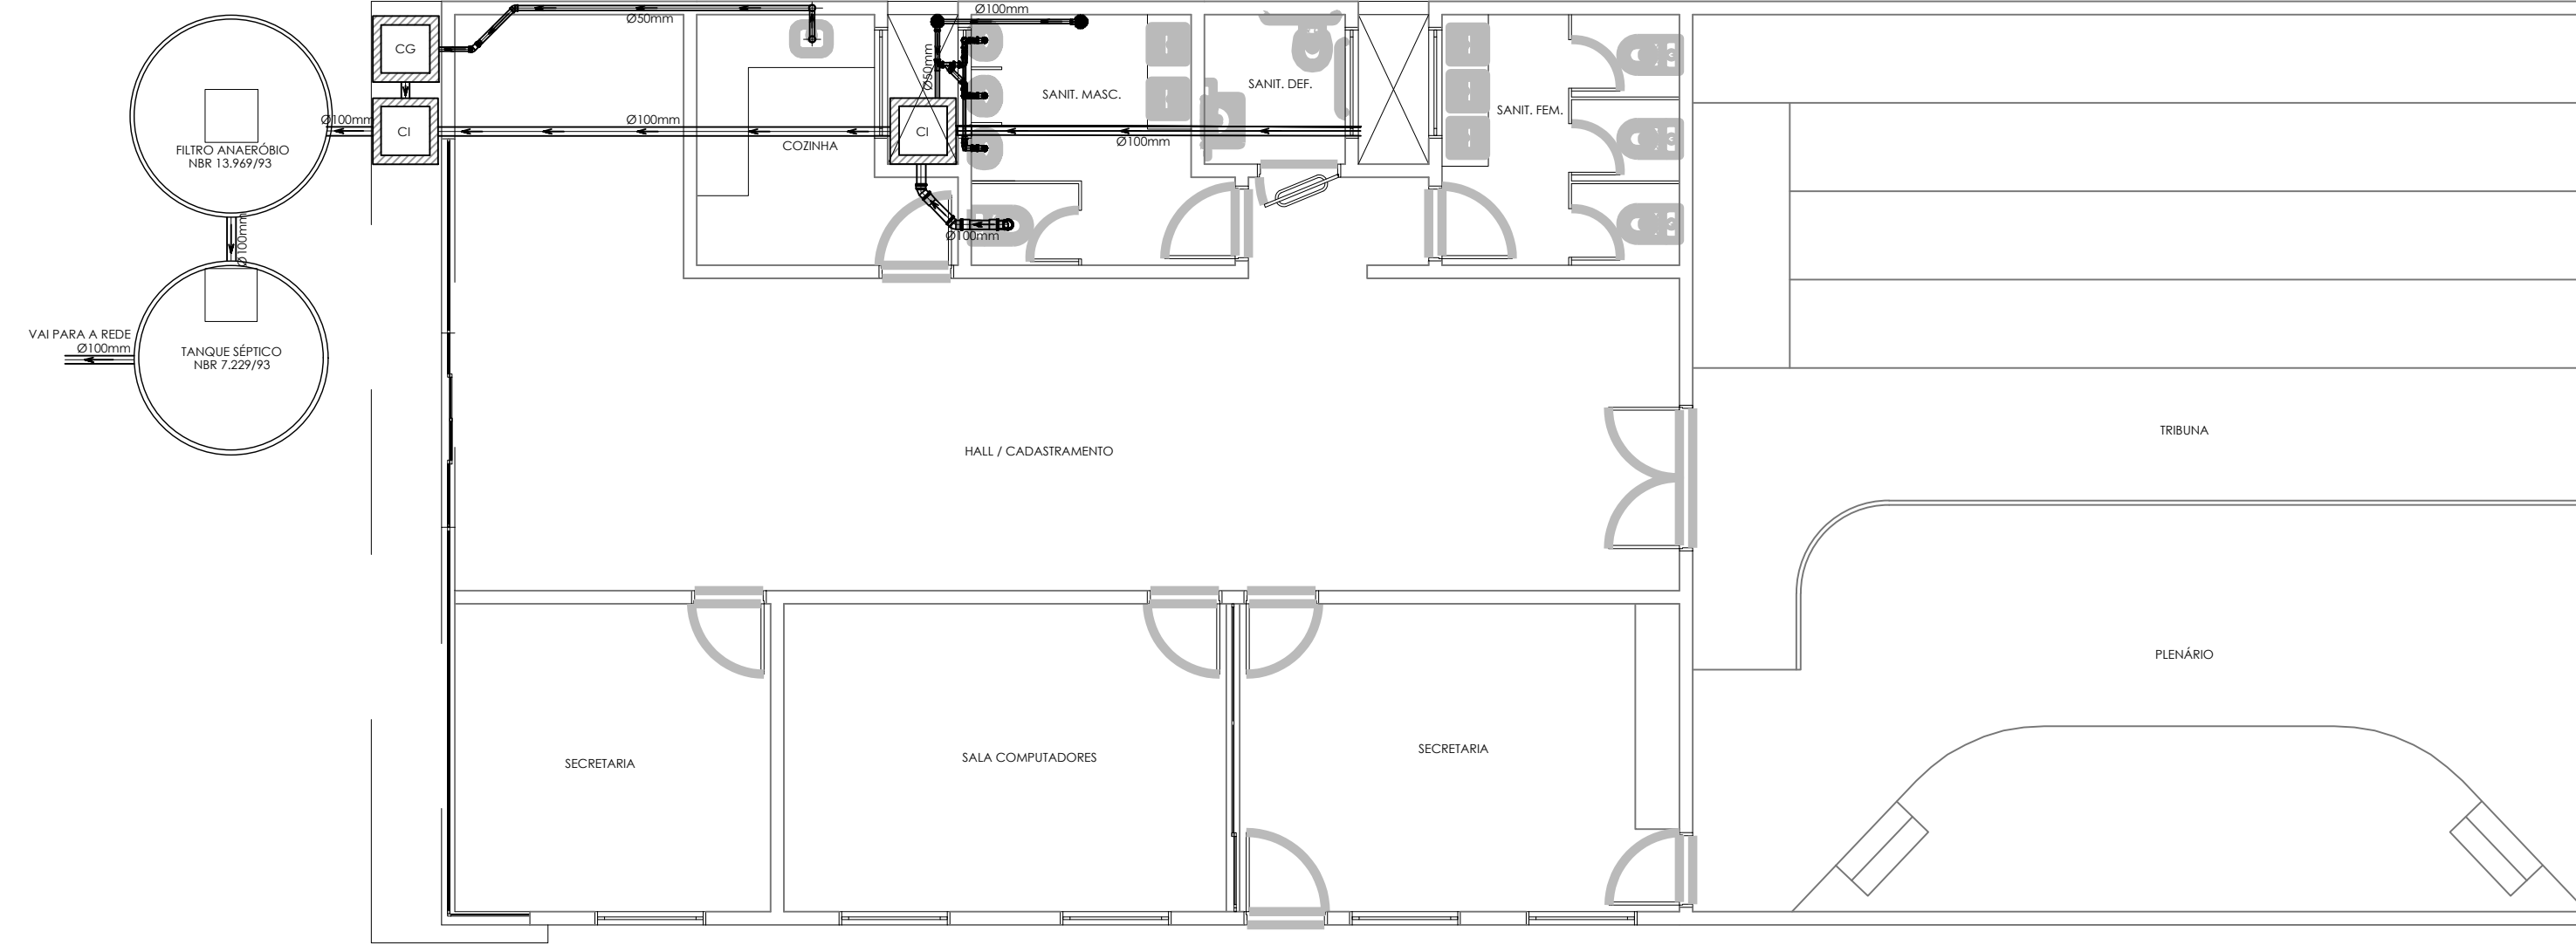 Ø100mm
Ø50mm
CG
Ø50mm
SANIT. MASC.
SANIT. DEF.
SANIT. FEM.
Ø100mm
CI
Ø100mm
CI
Ø100mm
COZINHA
FILTRO ANAERÓBIO
NBR 13.969/93
Ø100mm
Ø100mm
VAI PARA A REDE
Ø100mm
TANQUE SÉPTICO
NBR 7.229/93
HALL / CADASTRAMENTO
TRIBUNA
PLENÁRIO
SECRETARIA
SALA COMPUTADORES
SECRETARIA